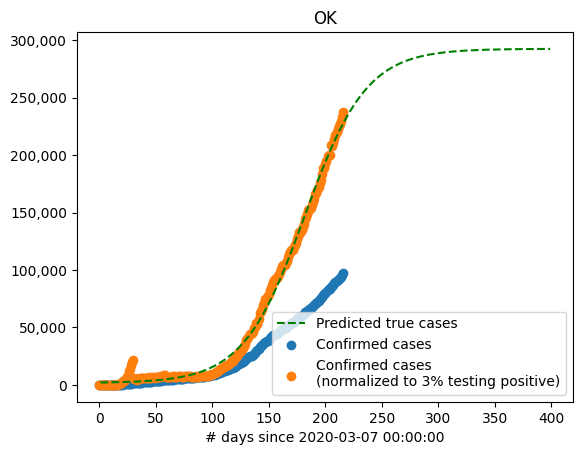 OK
300,000
250,000
200,000
150,000
100,000
50,000
0
Predicted true cases
Confirmed cases
Confirmed cases
(normalized to 3% testing positive)
0 50 100 150 200 250 300 350 400
# days since 2020-03-07 00:00:00